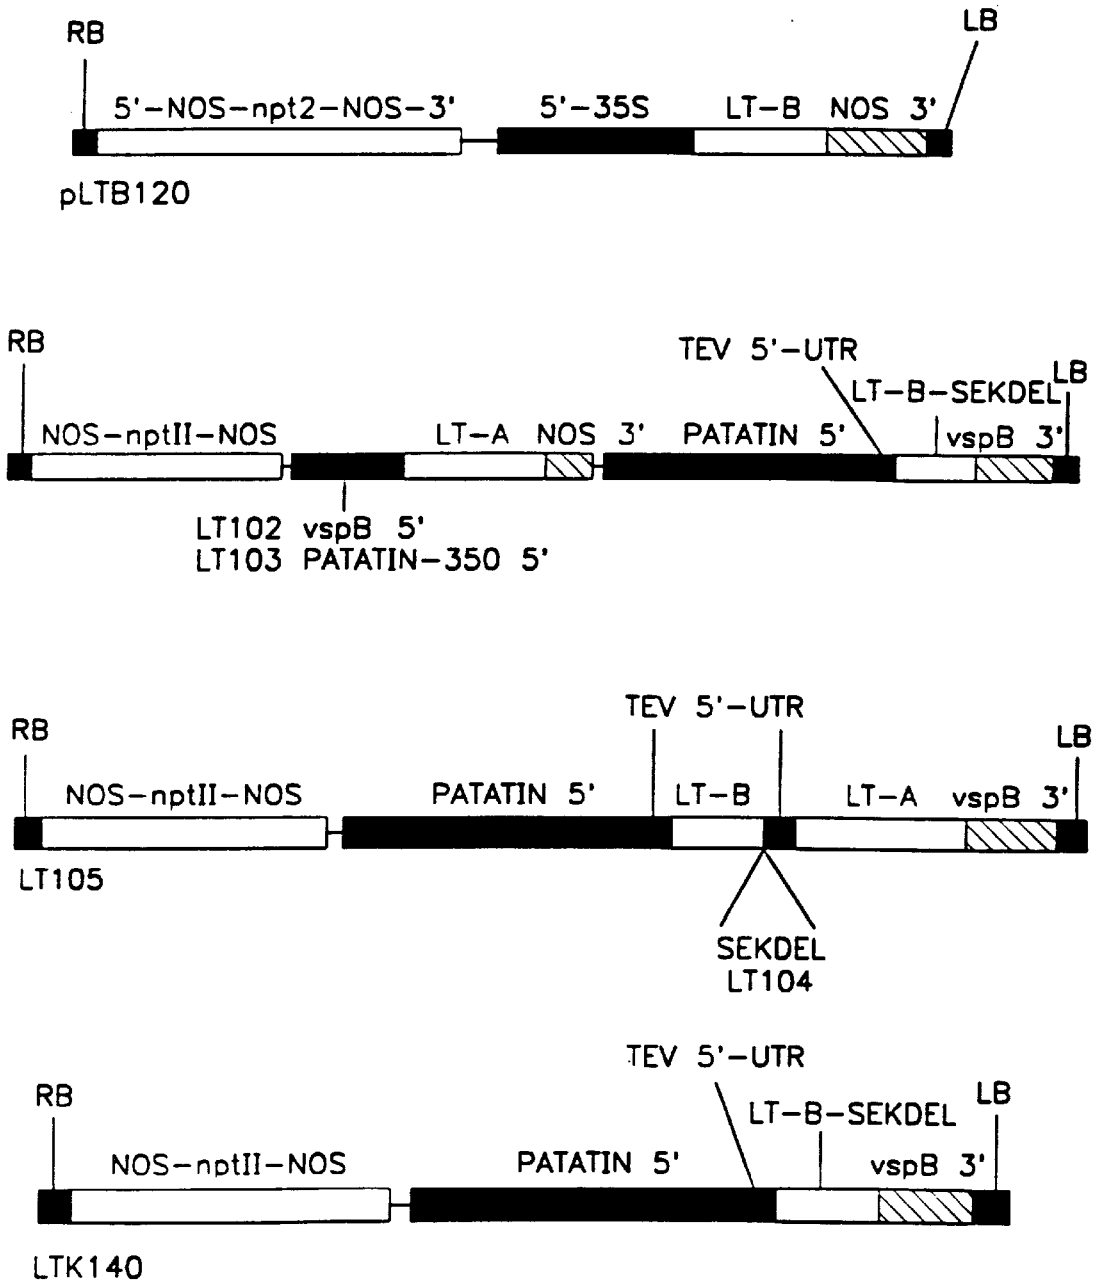 RB
LB
5'-NOS-npt2-NOS-3' 5'-35S LT-B NOS 3'
pLTB120
RB
TEV 5'-UTR
LB
LT-B-SEKDEL
NOS-nptII-NOS LT-A NOS 3' PATATIN 5' vspB 3'
LT102 vspB 5'
LT103 PATATIN-350 5'
TEV 5'-UTR
RB
LB
NOS-nptII-NOS PATATIN 5' LT-B LT-A vspB 3'
LT105
SEKDEL
LT104
TEV 5'-UTR
RB
LB
LT-B-SEKDEL
NOS-nptII-NOS PATATIN 5' vspB 3'
LTK140